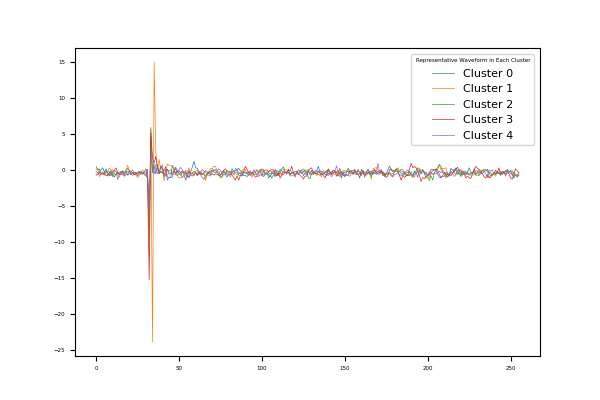 Representative Waveform in Each Cluster
Cluster 0
Cluster 1
Cluster 2
Cluster 3
Cluster 4
15
10
5
0
−5
−10
−15
−20
−25
0 50 100 150 200 250